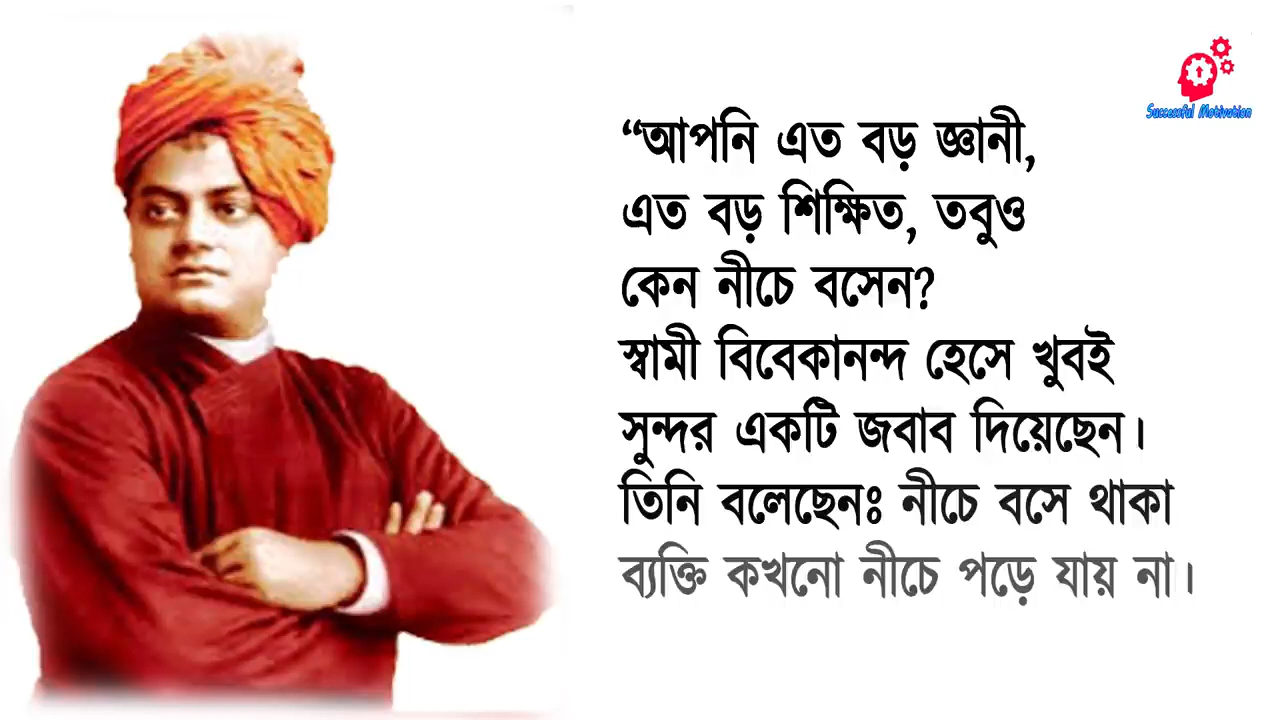 Successful Motivation
“আপনি এত বড় জ্ঞানী,
এত বড় শিক্ষিত, তবুও
কেন নীচে বসেন?
স্বামী বিবেকানন্দ হেসে খুবই
সুন্দর একটি জবাব দিয়েছেন।
তিনি বলেছেনঃ নীচে বসে থাকা
ব্যক্তি কখনো নীচে পড়ে যায় না।